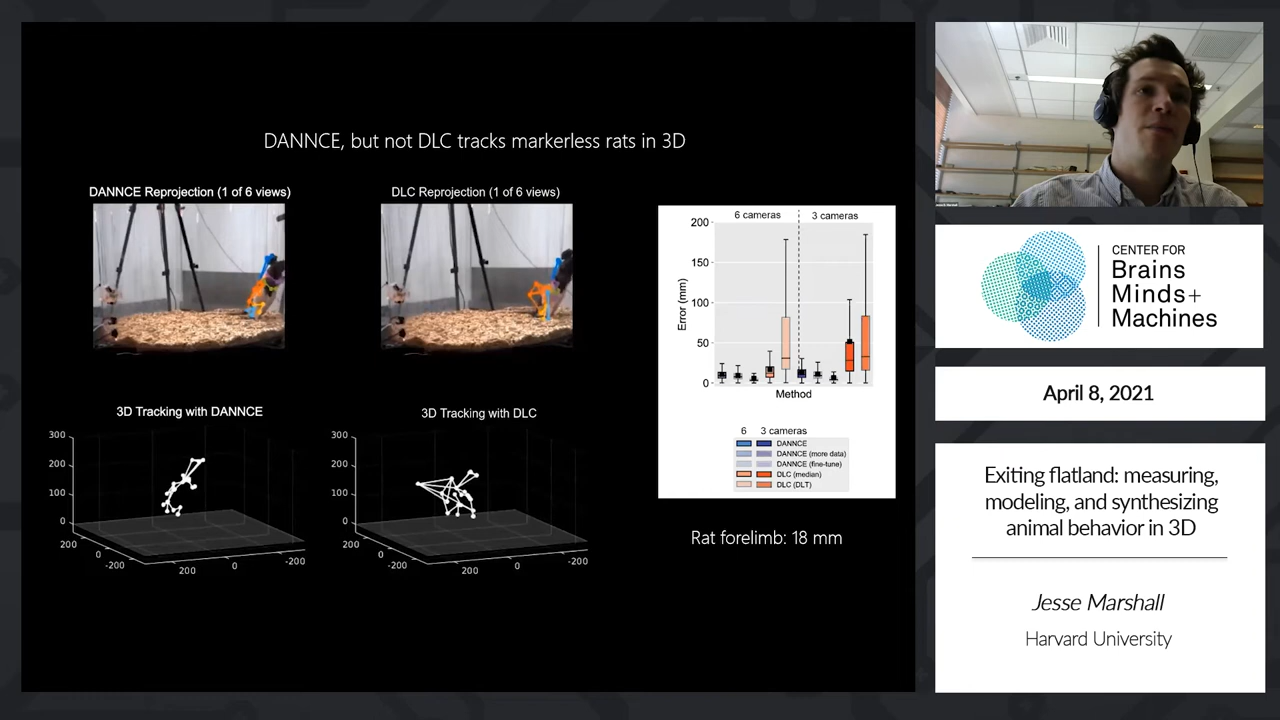 DANNCE, but not DLC tracks markerless rats in 3D
DANNCE Reprojection (1 of 6 views)
DLC Reprojection (1 of 6 views)
3D Tracking with DANNCE
300
200
100
0
200
0
-200
200
0
-200
3D Tracking with DLC
300
200
100
0
200
0
-200
200
0
-200
6 cameras
3 cameras
200
150
100
50
0
Error (mm)
Method
6 3 cameras
DANNCE
DANNCE (more data)
DANNCE (fine-tune)
DLC (median)
DLC (DLT)
Rat forelimb: 18 mm
CENTER FOR
Brains
Minds+
Machines
April 8, 2021
Exiting flatland: measuring,
modeling, and synthesizing
animal behavior in 3D
Jesse Marshall
Harvard University